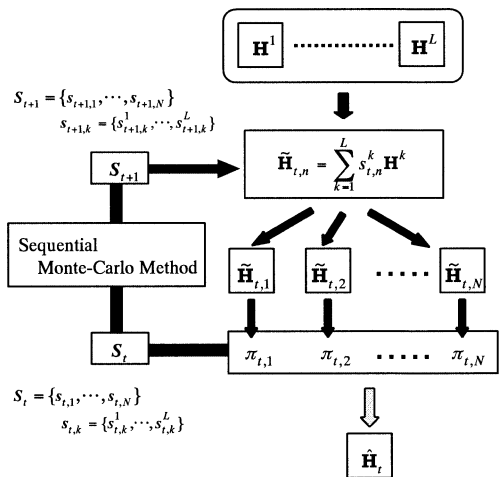 H^1 ............... H^L
S_{t+1} = {s_{t+1,1}, ⋯, s_{t+1,N}}
s_{t+1,k} = {s^1_{t+1,k}, ⋯, s^L_{t+1,k}}
S_{t+1}
H̃_{t,n} = ∑_{k=1}^{L} s^k_{t,n} H^k
Sequential
Monte-Carlo Method
H̃_{t,1} H̃_{t,2} ..... H̃_{t,N}
S_t
π_{t,1} π_{t,2} ..... π_{t,N}
S_t = {s_{t,1}, ⋯, s_{t,N}}
s_{t,k} = {s^1_{t,k}, ⋯, s^L_{t,k}}
Ĥ_t